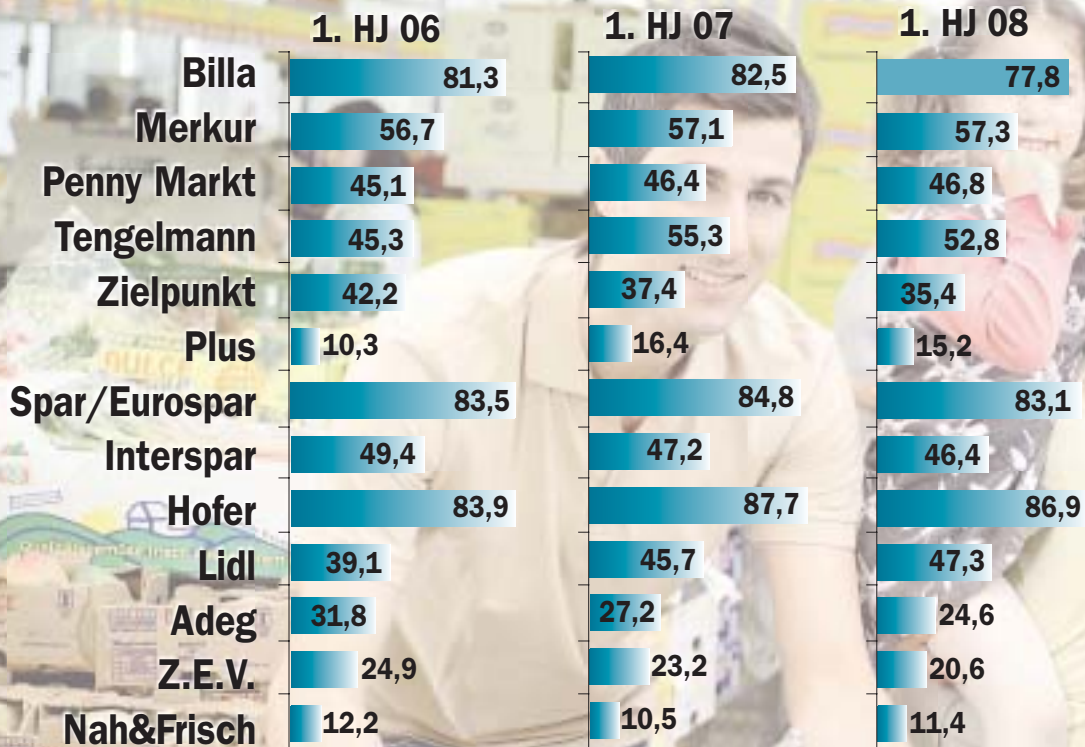 1. HJ 06 1. HJ 07 1. HJ 08
Billa 81,3 82,5 77,8
Merkur 56,7 57,1 57,3
Penny Markt 45,1 46,4 46,8
Tengelmann 45,3 55,3 52,8
Zielpunkt 42,2 37,4 35,4
Plus 10,3 16,4 15,2
Spar/Eurospar 83,5 84,8 83,1
Interspar 49,4 47,2 46,4
Hofer 83,9 87,7 86,9
Lidl 39,1 45,7 47,3
Adeg 31,8 27,2 24,6
Z.E.V. 24,9 23,2 20,6
Nah&Frisch 12,2 10,5 11,4